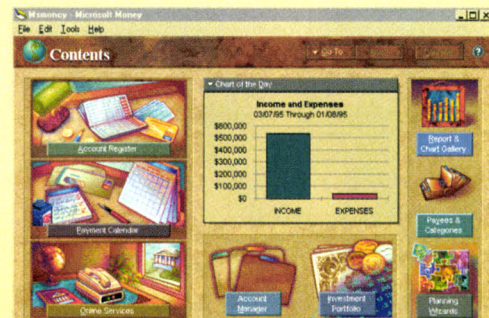 Msmoney - Microsoft Money
File Edit Tools Help
Contents
Go To
?
Account Register
Payment Calendar
Online Services
Chart of the Day
Income and Expenses
03/07/95 Through 01/08/95
$600,000
$500,000
$400,000
$300,000
$200,000
$100,000
$0
INCOME
EXPENSES
Account
Manager
Investment
Portfolio
Report &
Chart Gallery
Payees &
Categories
Planning
Wizards